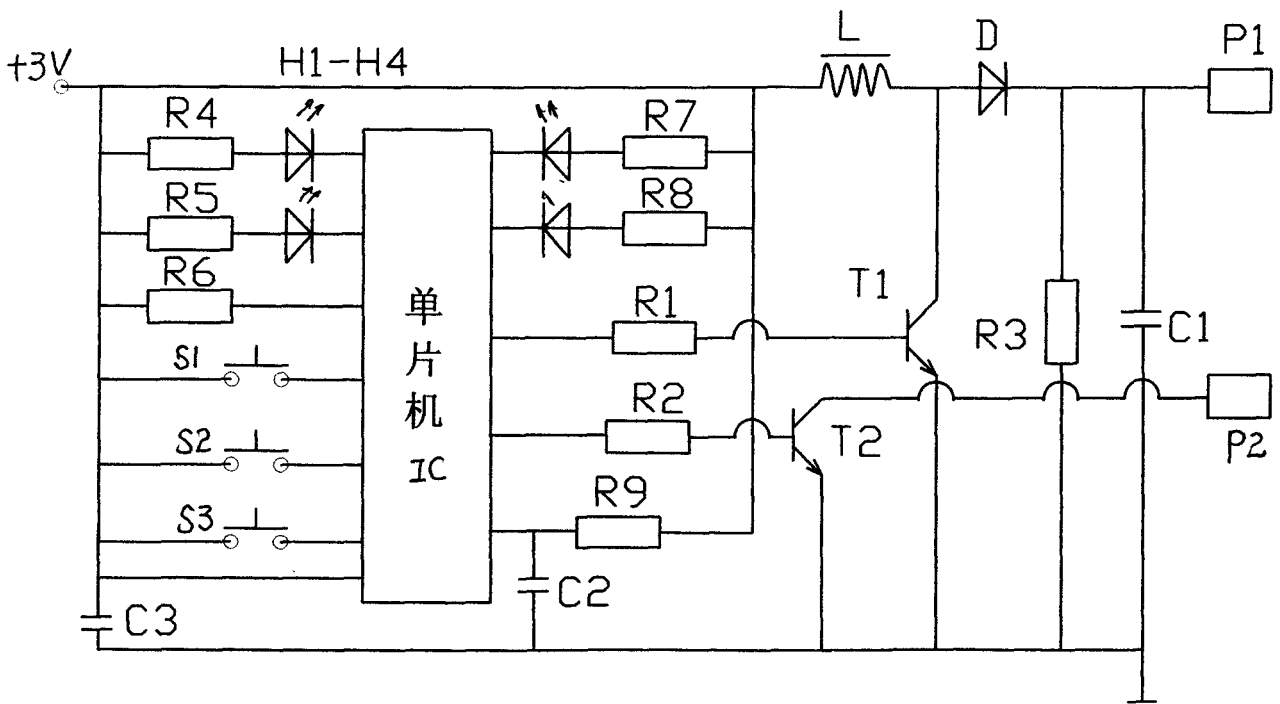 +3V
H1-H4
L
D
P1
R4
R7
R5
R8
R6
单
片
机
IC
R1
T1
R3
C1
S1
R2
T2
P2
S2
R9
S3
C2
C3